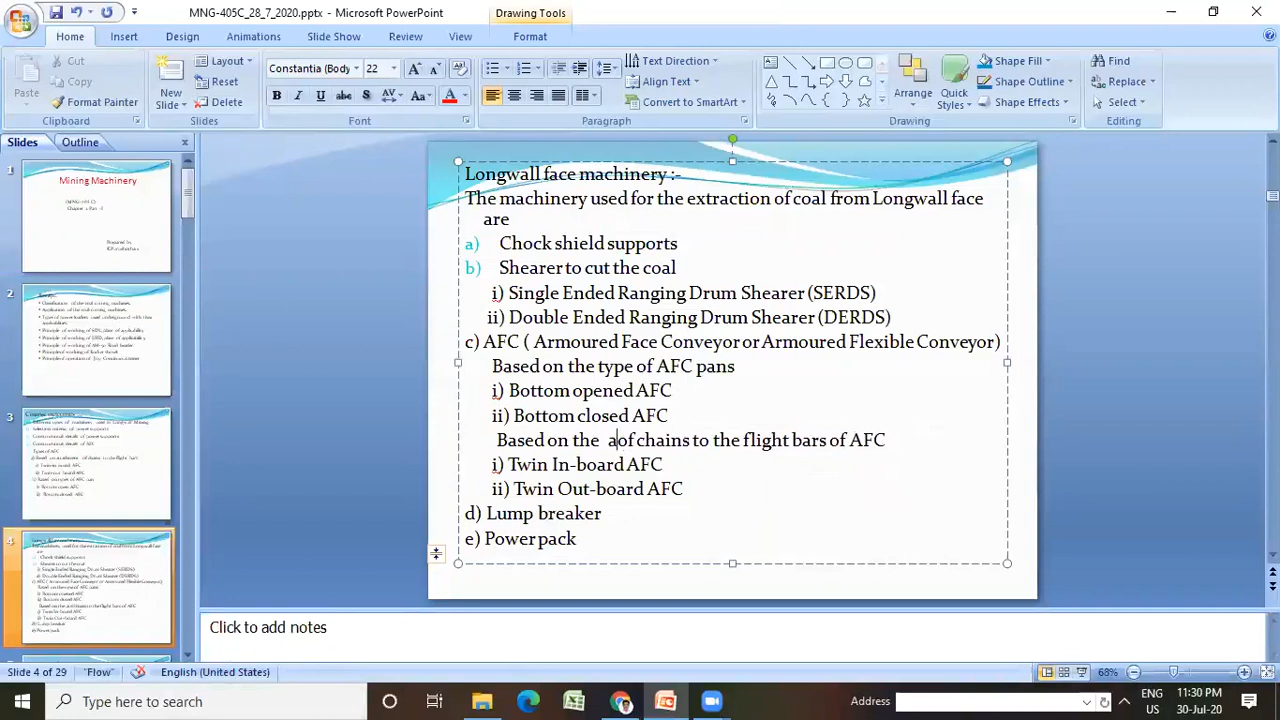 MNG-405C_28_7_2020.pptx - Microsoft PowerPoint
Drawing Tools
Home Insert Design Animations Slide Show Review View Format
Paste
Cut
Copy
Format Painter
Clipboard
New Slide
Layout
Reset
Delete
Slides
Constantia (Body 22
Font
Text Direction
Align Text
Convert to SmartArt
Paragraph
Arrange
Quick Styles
Shape Fill
Shape Outline
Shape Effects
Drawing
Find
Replace
Select
Editing
Slides Outline
1
Mining Machinery
2
3
4
Longwall face machinery :-
The machinery used for the extraction of coal from Longwall face
are
a) Chock shield supports
b) Shearer to cut the coal
i) Single Ended Ranging Drum Shearer (SERDS)
ii) Double Ended Ranging Drum Shearer (DERDS)
c) AFC ( Armoured Face Conveyor or Armoured Flexible Conveyor)
Based on the type of AFC pans
i) Bottom opened AFC
ii) Bottom closed AFC
Based on the aof chains to the flight bars of AFC
i) Twin In-board AFC
ii) Twin Out-board AFC
d) Lump breaker
e) Power pack
Click to add notes
Slide 4 of 29 "Flow" English (United States) 68%
Type here to search
Address
ENG
US
11:30 PM
30-Jul-20